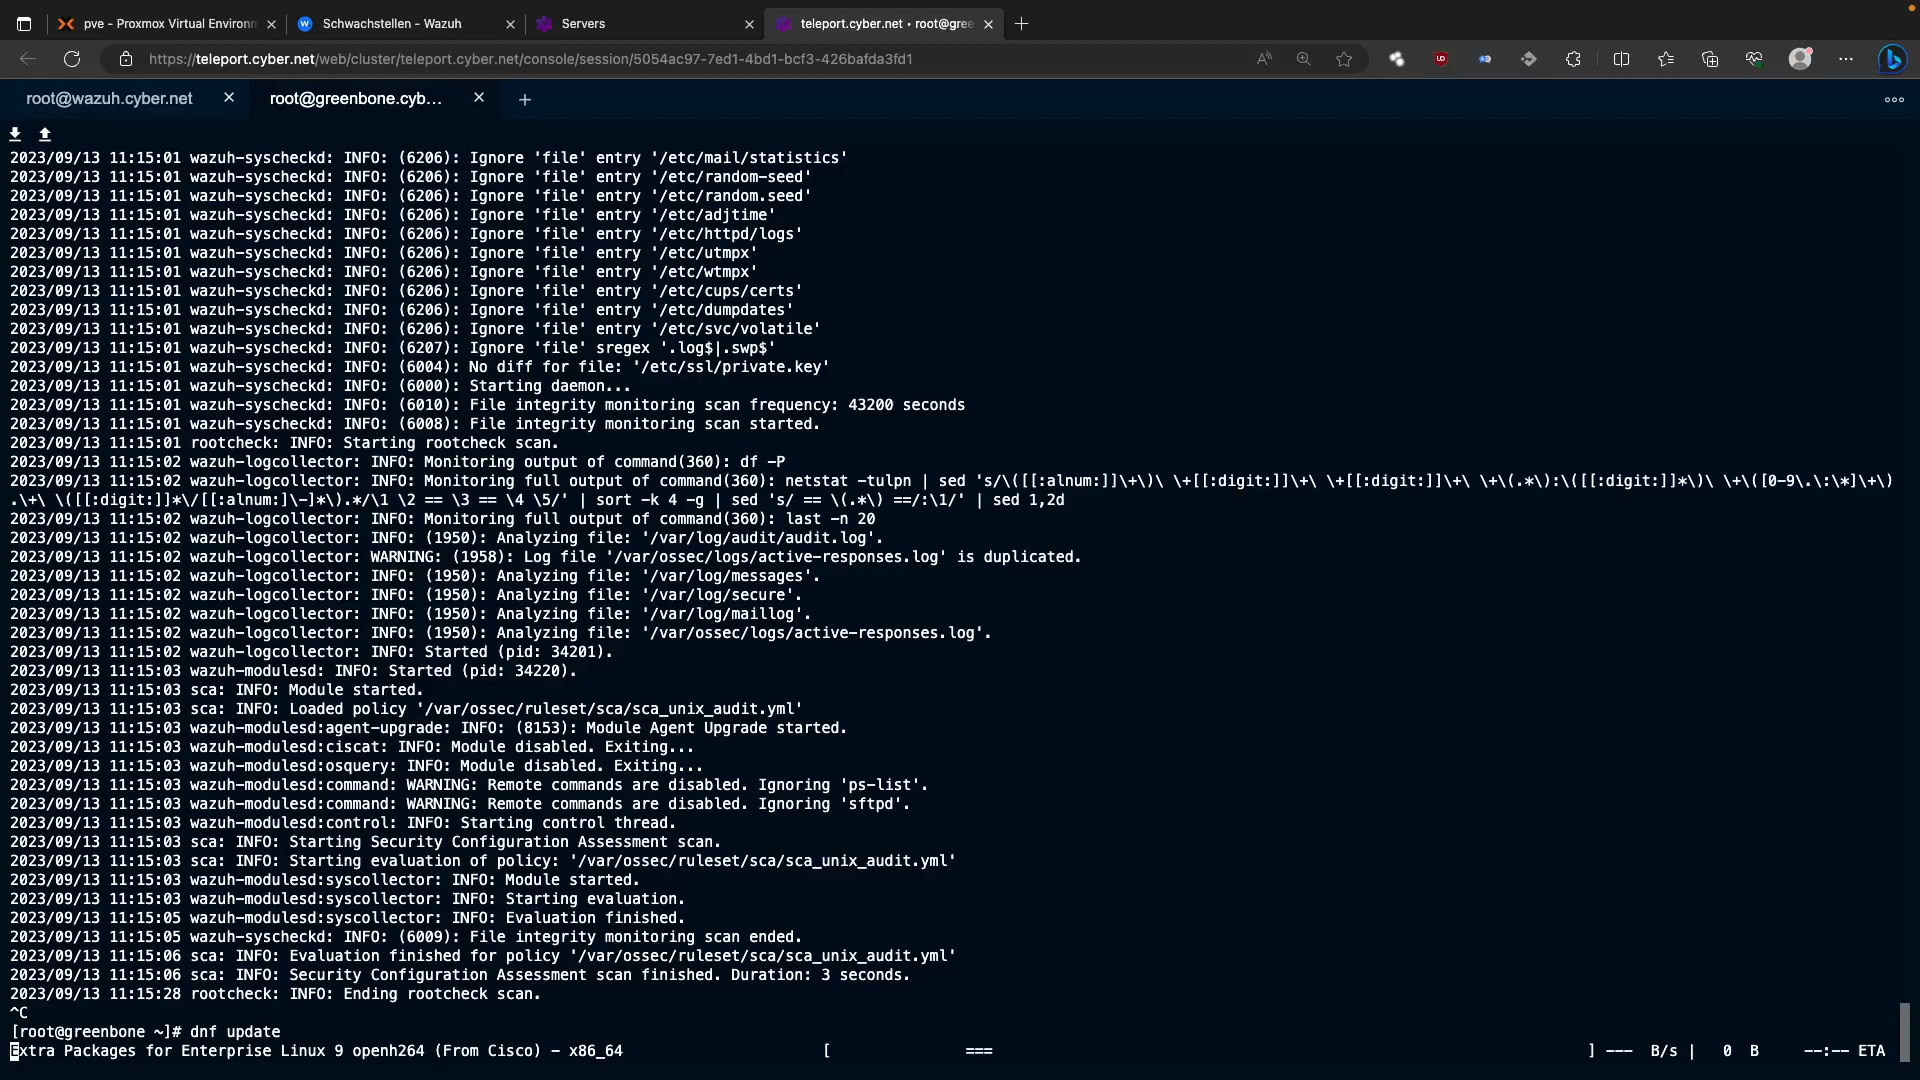 pve - Proxmox Virtual Environm
Schwachstellen - Wazuh
Servers
teleport.cyber.net • root@gree
https://teleport.cyber.net/web/cluster/teleport.cyber.net/console/session/5054ac97-7ed1-4bd1-bcf3-426bafda3fd1
root@wazuh.cyber.net
root@greenbone.cyb...
2023/09/13 11:15:01 wazuh-syscheckd: INFO: (6206): Ignore 'file' entry '/etc/mail/statistics'
2023/09/13 11:15:01 wazuh-syscheckd: INFO: (6206): Ignore 'file' entry '/etc/random-seed'
2023/09/13 11:15:01 wazuh-syscheckd: INFO: (6206): Ignore 'file' entry '/etc/random.seed'
2023/09/13 11:15:01 wazuh-syscheckd: INFO: (6206): Ignore 'file' entry '/etc/adjtime'
2023/09/13 11:15:01 wazuh-syscheckd: INFO: (6206): Ignore 'file' entry '/etc/httpd/logs'
2023/09/13 11:15:01 wazuh-syscheckd: INFO: (6206): Ignore 'file' entry '/etc/utmpx'
2023/09/13 11:15:01 wazuh-syscheckd: INFO: (6206): Ignore 'file' entry '/etc/wtmpx'
2023/09/13 11:15:01 wazuh-syscheckd: INFO: (6206): Ignore 'file' entry '/etc/cups/certs'
2023/09/13 11:15:01 wazuh-syscheckd: INFO: (6206): Ignore 'file' entry '/etc/dumpdates'
2023/09/13 11:15:01 wazuh-syscheckd: INFO: (6206): Ignore 'file' entry '/etc/svc/volatile'
2023/09/13 11:15:01 wazuh-syscheckd: INFO: (6207): Ignore 'file' sregex '.log$|.swp$'
2023/09/13 11:15:01 wazuh-syscheckd: INFO: (6004): No diff for file: '/etc/ssl/private.key'
2023/09/13 11:15:01 wazuh-syscheckd: INFO: (6000): Starting daemon...
2023/09/13 11:15:01 wazuh-syscheckd: INFO: (6010): File integrity monitoring scan frequency: 43200 seconds
2023/09/13 11:15:01 wazuh-syscheckd: INFO: (6008): File integrity monitoring scan started.
2023/09/13 11:15:01 rootcheck: INFO: Starting rootcheck scan.
2023/09/13 11:15:02 wazuh-logcollector: INFO: Monitoring output of command(360): df -P
2023/09/13 11:15:02 wazuh-logcollector: INFO: Monitoring full output of command(360): netstat -tulpn | sed 's/\([[:alnum:]]\+\)\ \+[[:digit:]]\+\ \+[[:digit:]]\+\ \+\(.*\):\([[:digit:]]*\)\ \+\([0-9\.\:\*]\+\)
.\+\ \([[:digit:]]*\/[[:alnum:]\-]*\).*/\1 \2 == \3 == \4 \5/' | sort -k 4 -g | sed 's/ == \(.*\) ==/:\1/' | sed 1,2d
2023/09/13 11:15:02 wazuh-logcollector: INFO: Monitoring full output of command(360): last -n 20
2023/09/13 11:15:02 wazuh-logcollector: INFO: (1950): Analyzing file: '/var/log/audit/audit.log'.
2023/09/13 11:15:02 wazuh-logcollector: WARNING: (1958): Log file '/var/ossec/logs/active-responses.log' is duplicated.
2023/09/13 11:15:02 wazuh-logcollector: INFO: (1950): Analyzing file: '/var/log/messages'.
2023/09/13 11:15:02 wazuh-logcollector: INFO: (1950): Analyzing file: '/var/log/secure'.
2023/09/13 11:15:02 wazuh-logcollector: INFO: (1950): Analyzing file: '/var/log/maillog'.
2023/09/13 11:15:02 wazuh-logcollector: INFO: (1950): Analyzing file: '/var/ossec/logs/active-responses.log'.
2023/09/13 11:15:02 wazuh-logcollector: INFO: Started (pid: 34201).
2023/09/13 11:15:03 wazuh-modulesd: INFO: Started (pid: 34220).
2023/09/13 11:15:03 sca: INFO: Module started.
2023/09/13 11:15:03 sca: INFO: Loaded policy '/var/ossec/ruleset/sca/sca_unix_audit.yml'
2023/09/13 11:15:03 wazuh-modulesd:agent-upgrade: INFO: (8153): Module Agent Upgrade started.
2023/09/13 11:15:03 wazuh-modulesd:ciscat: INFO: Module disabled. Exiting...
2023/09/13 11:15:03 wazuh-modulesd:osquery: INFO: Module disabled. Exiting...
2023/09/13 11:15:03 wazuh-modulesd:command: WARNING: Remote commands are disabled. Ignoring 'ps-list'.
2023/09/13 11:15:03 wazuh-modulesd:command: WARNING: Remote commands are disabled. Ignoring 'sftpd'.
2023/09/13 11:15:03 wazuh-modulesd:control: INFO: Starting control thread.
2023/09/13 11:15:03 sca: INFO: Starting Security Configuration Assessment scan.
2023/09/13 11:15:03 sca: INFO: Starting evaluation of policy: '/var/ossec/ruleset/sca/sca_unix_audit.yml'
2023/09/13 11:15:03 wazuh-modulesd:syscollector: INFO: Module started.
2023/09/13 11:15:03 wazuh-modulesd:syscollector: INFO: Starting evaluation.
2023/09/13 11:15:05 wazuh-modulesd:syscollector: INFO: Evaluation finished.
2023/09/13 11:15:05 wazuh-syscheckd: INFO: (6009): File integrity monitoring scan ended.
2023/09/13 11:15:06 sca: INFO: Evaluation finished for policy '/var/ossec/ruleset/sca/sca_unix_audit.yml'
2023/09/13 11:15:06 sca: INFO: Security Configuration Assessment scan finished. Duration: 3 seconds.
2023/09/13 11:15:28 rootcheck: INFO: Ending rootcheck scan.
^C
[root@greenbone ~]# dnf update
Extra Packages for Enterprise Linux 9 openh264 (From Cisco) - x86_64 [ === ] --- B/s | 0 B --:-- ETA